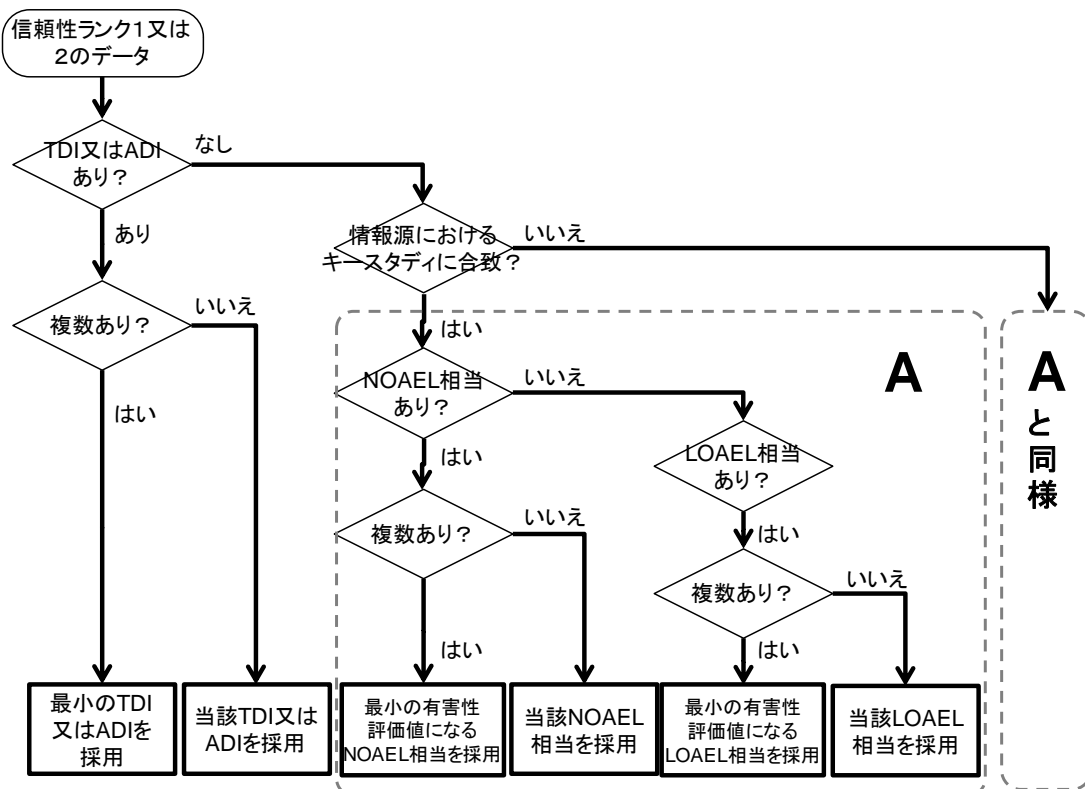 信頼性ランク1又は
2のデータ
TDI又はADI
あり？
なし
あり
情報源における
キースタディに合致？
いいえ
複数あり？
いいえ
はい
はい
NOAEL相当
あり？
いいえ
はい
A
A
と
同
様
LOAEL相当
あり？
はい
複数あり？
いいえ
はい
複数あり？
いいえ
はい
最小のTDI
又はADIを
採用
当該TDI又は
ADIを採用
最小の有害性
評価値になる
NOAEL相当を採用
当該NOAEL
相当を採用
最小の有害性
評価値になる
LOAEL相当を採用
当該LOAEL
相当を採用